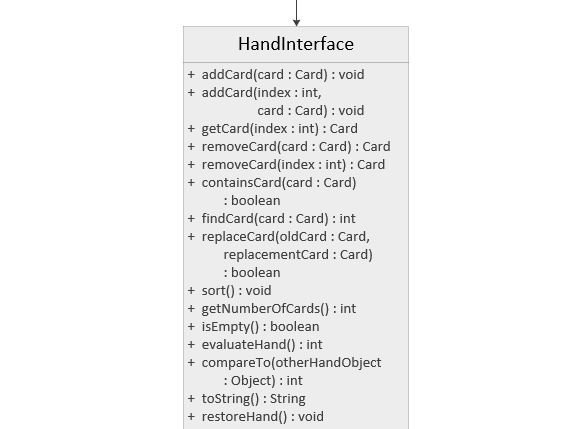 HandInterface
+ addCard(card : Card) : void
+ addCard(index : int,
card : Card) : void
+ getCard(index : int) : Card
+ removeCard(card : Card) : Card
+ removeCard(index : int) : Card
+ containsCard(card : Card)
: boolean
+ findCard(card : Card) : int
+ replaceCard(oldCard : Card,
replacementCard : Card)
: boolean
+ sort() : void
+ getNumberOfCards() : int
+ isEmpty() : boolean
+ evaluateHand() : int
+ compareTo(otherHandObject
: Object) : int
+ toString() : String
+ restoreHand() : void